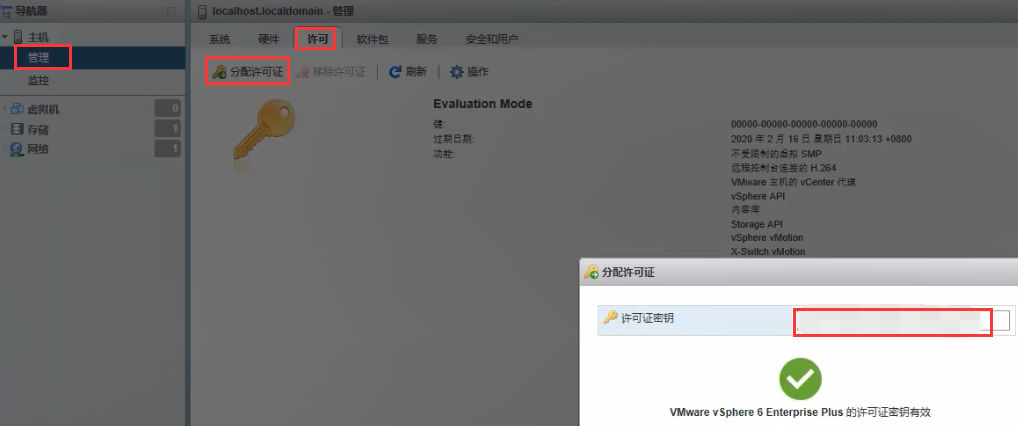 导航器
主机
管理
监控
虚拟机 0
存储 1
网络 1
localhost.localdomain - 管理
系统 硬件 许可 软件包 服务 安全和用户
分配许可证 移除许可证 刷新 操作
Evaluation Mode
键: 00000-00000-00000-00000-00000
过期日期: 2020 年 2 月 16 日 星期日 11:03:13 +0800
功能: 不受限制的虚拟 SMP
远程控制台连接的 H.264
VMware 主机的 vCenter 代理
vSphere API
内容库
Storage API
vSphere vMotion
X-Switch vMotion
分配许可证
许可证密钥
VMware vSphere 6 Enterprise Plus 的许可证密钥有效